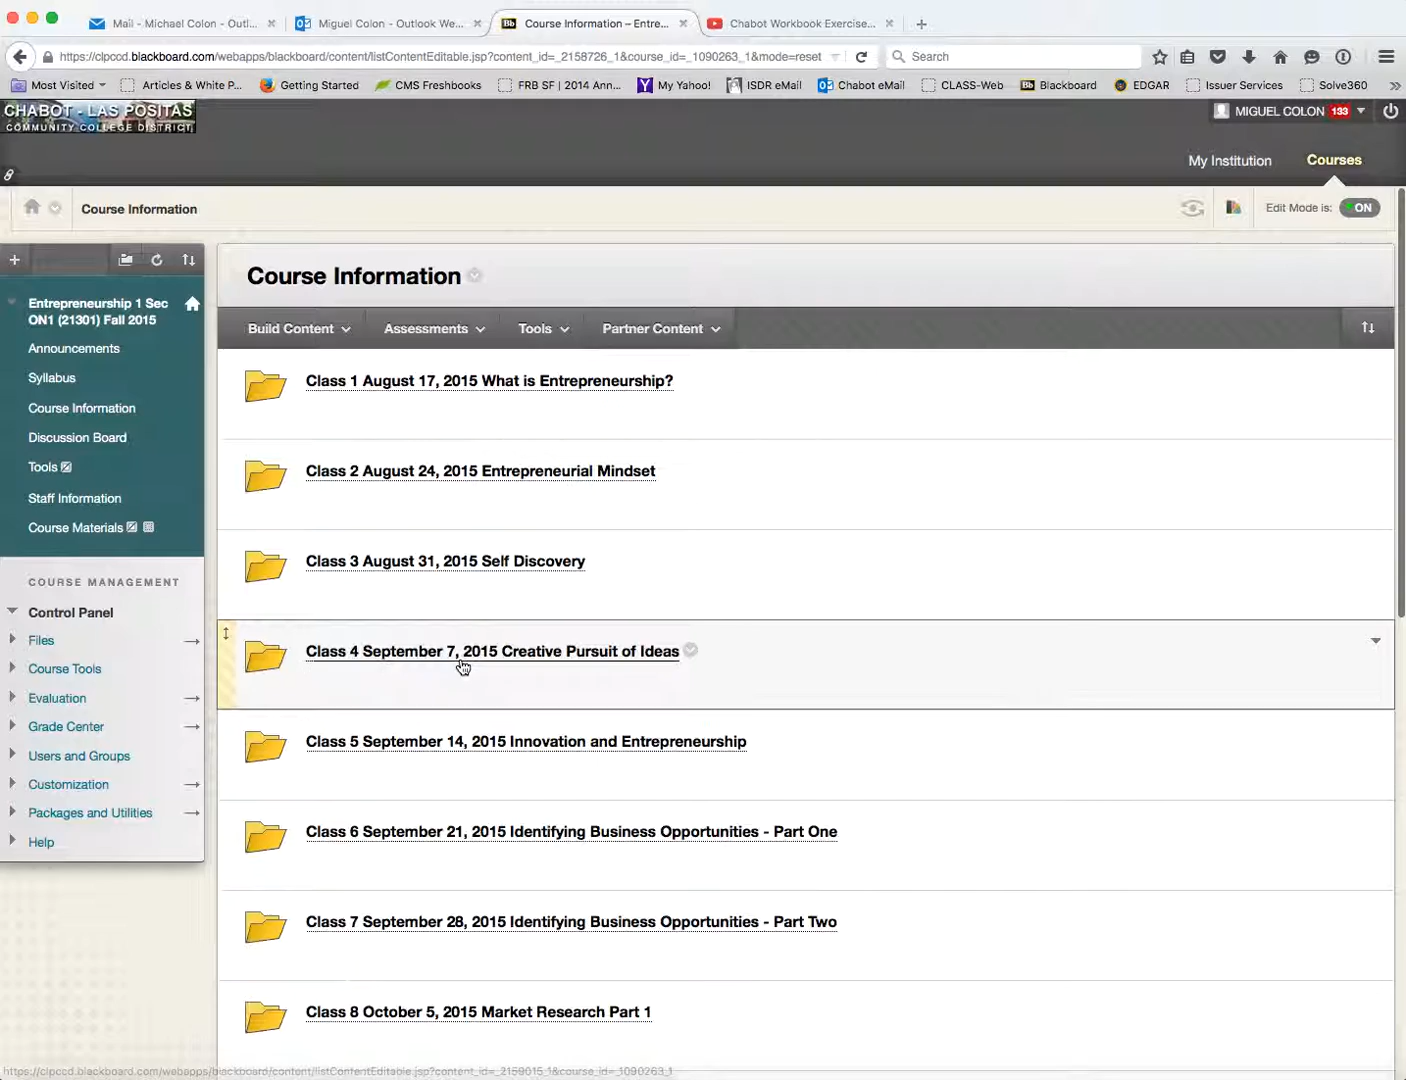 Mail - Michael Colon - Outl...
Miguel Colon - Outlook We...
Bb Course Information – Entre...
Chabot Workbook Exercise...
https://clpccd.blackboard.com/webapps/blackboard/content/listContentEditable.jsp?content_id=_2158726_1&course_id=_1090263_1&mode=reset
Search
Most Visited
Articles & White P...
Getting Started
CMS Freshbooks
FRB SF | 2014 Ann...
My Yahoo!
ISDR eMail
Chabot eMail
CLASS-Web
Bb Blackboard
EDGAR
Issuer Services
Solve360
CHABOT - LAS POSITAS
COMMUNITY COLLEGE DISTRICT
MIGUEL COLON 133
My Institution
Courses
Course Information
Edit Mode is: ON
Entrepreneurship 1 Sec
ON1 (21301) Fall 2015
Announcements
Syllabus
Course Information
Discussion Board
Tools
Staff Information
Course Materials
COURSE MANAGEMENT
Control Panel
Files
Course Tools
Evaluation
Grade Center
Users and Groups
Customization
Packages and Utilities
Help
Course Information
Build Content
Assessments
Tools
Partner Content
Class 1 August 17, 2015 What is Entrepreneurship?
Class 2 August 24, 2015 Entrepreneurial Mindset
Class 3 August 31, 2015 Self Discovery
Class 4 September 7, 2015 Creative Pursuit of Ideas
Class 5 September 14, 2015 Innovation and Entrepreneurship
Class 6 September 21, 2015 Identifying Business Opportunities - Part One
Class 7 September 28, 2015 Identifying Business Opportunities - Part Two
Class 8 October 5, 2015 Market Research Part 1
https://clpccd.blackboard.com/webapps/blackboard/content/listContentEditable.jsp?content_id=_2159015_1&course_id=_1090263_1